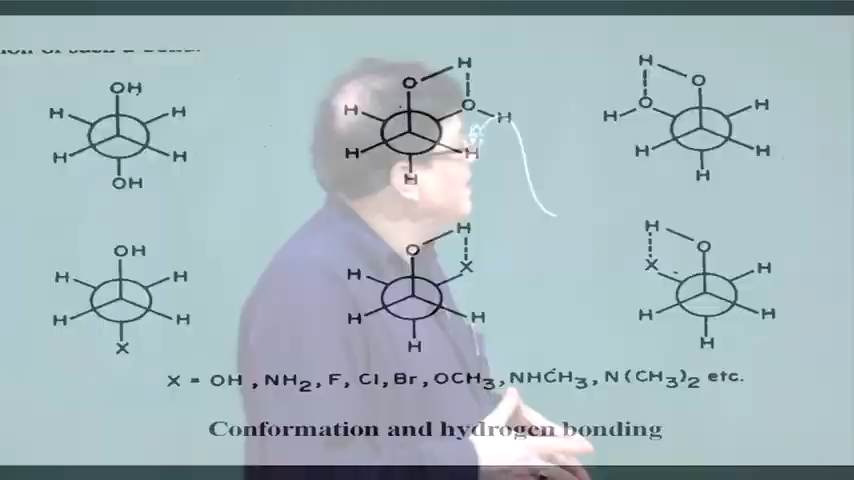 OH
H
H
H
H
OH
H
O
H
O
H
H
H
H
H
O
H
O
H
H
H
H
OH
H
H
H
H
X
H
O
H
X
H
H
H
H
O
X
H
H
H
H
X = OH , NH₂ , F , Cl , Br , OCH₃ , NHCH₃ , N (CH₃)₂ etc.
Conformation and hydrogen bonding